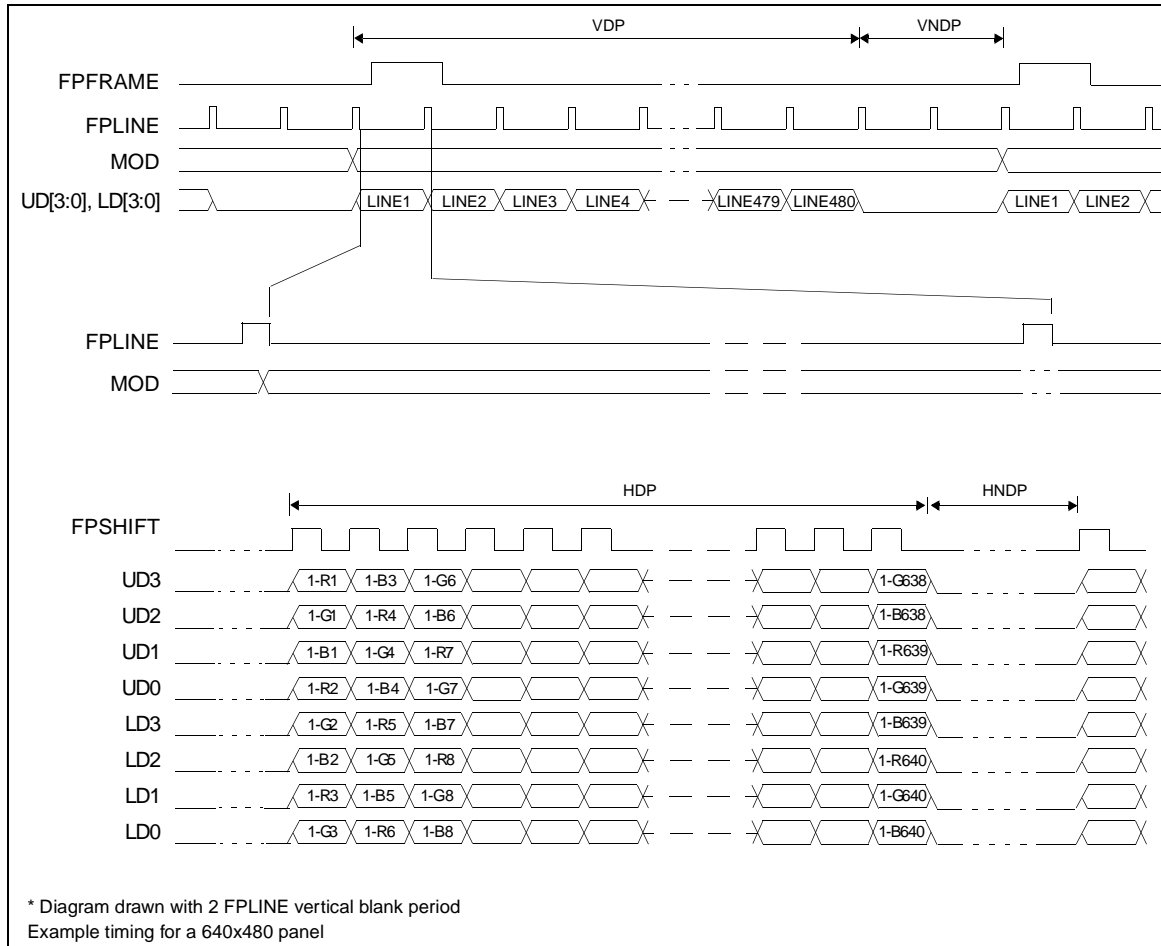 VDP VNDP
FPFRAME
FPLINE
MOD
UD[3:0], LD[3:0] LINE1 LINE2 LINE3 LINE4 LINE479 LINE480 LINE1 LINE2
FPLINE
MOD
HDP HNDP
FPSHIFT
UD3 1-R1 1-B3 1-G6 1-G638
UD2 1-G1 1-R4 1-B6 1-B638
UD1 1-B1 1-G4 1-R7 1-R639
UD0 1-R2 1-B4 1-G7 1-G639
LD3 1-G2 1-R5 1-B7 1-B639
LD2 1-B2 1-G5 1-R8 1-R640
LD1 1-R3 1-B5 1-G8 1-G640
LD0 1-G3 1-R6 1-B8 1-B640
* Diagram drawn with 2 FPLINE vertical blank period
Example timing for a 640x480 panel